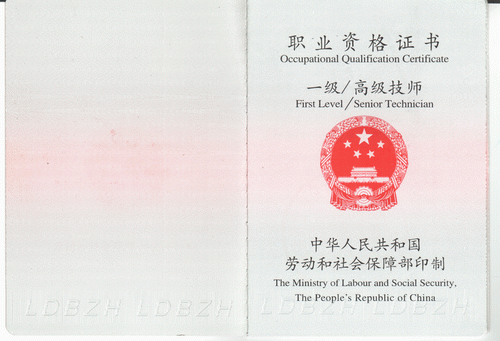 职业资格证书
Occupational Qualification Certificate
一级/高级技师
First Level/Senior Technician
中华人民共和国
劳动和社会保障部印制
The Ministry of Labour and Social Security,
The People's Republic of China
LDBZH LDBZH
LDBZH LDBZH